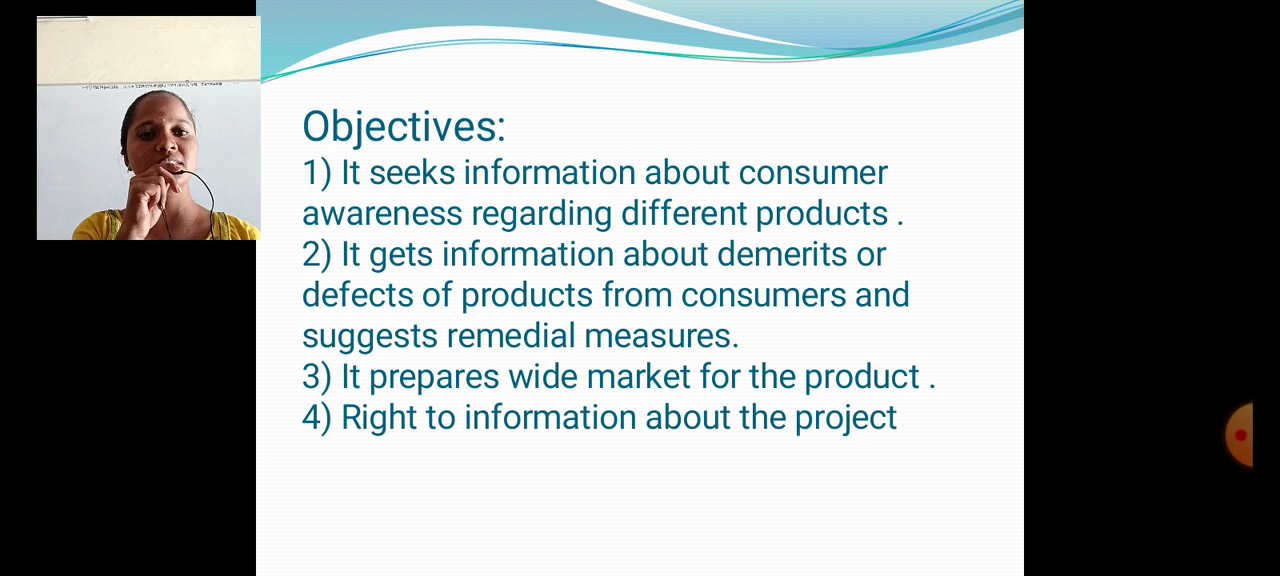 Objectives:
1) It seeks information about consumer
awareness regarding different products .
2) It gets information about demerits or
defects of products from consumers and
suggests remedial measures.
3) It prepares wide market for the product .
4) Right to information about the project